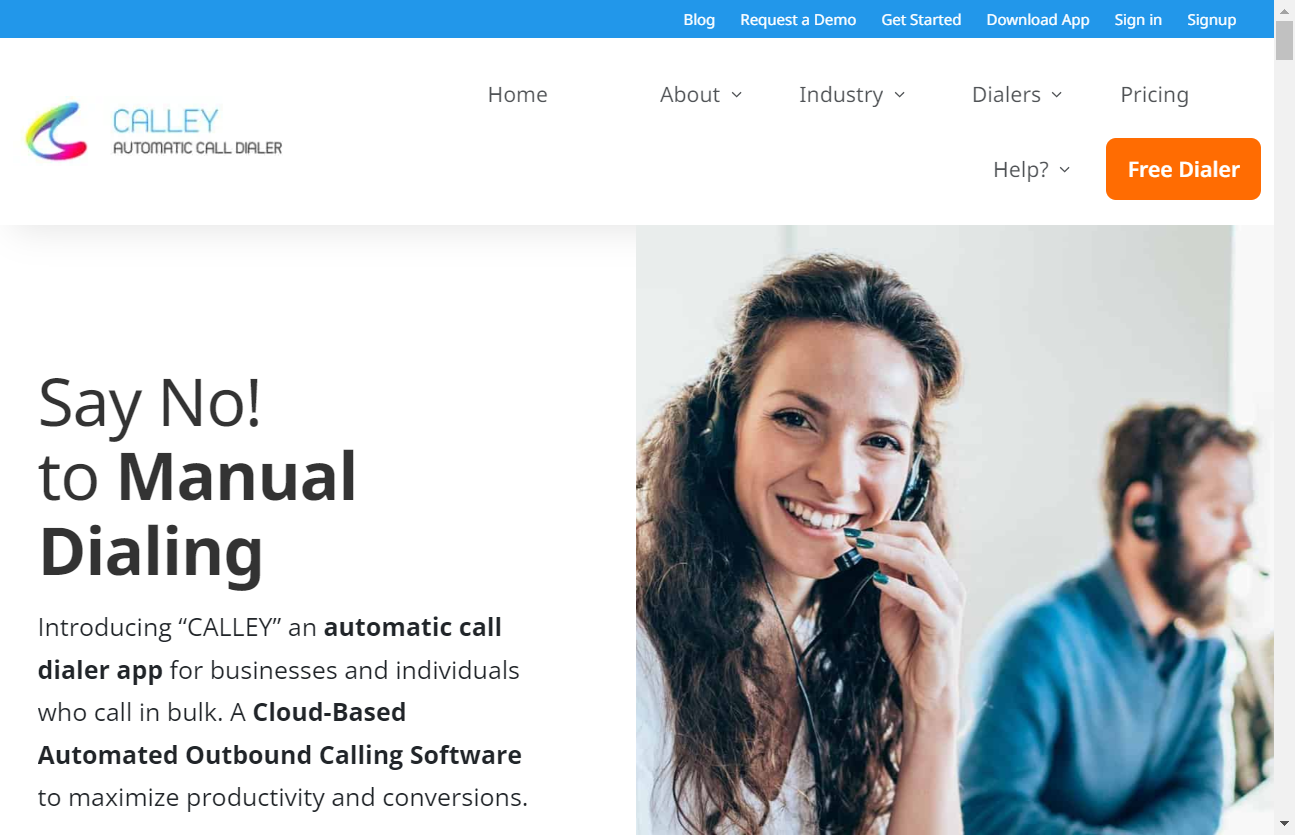 Blog Request a Demo Get Started Download App Sign in Signup
CALLEY
AUTOMATIC CALL DIALER
Home About Industry Dialers Pricing
Help? Free Dialer
Say No!
to Manual
Dialing
Introducing “CALLEY” an automatic call
dialer app for businesses and individuals
who call in bulk. A Cloud-Based
Automated Outbound Calling Software
to maximize productivity and conversions.